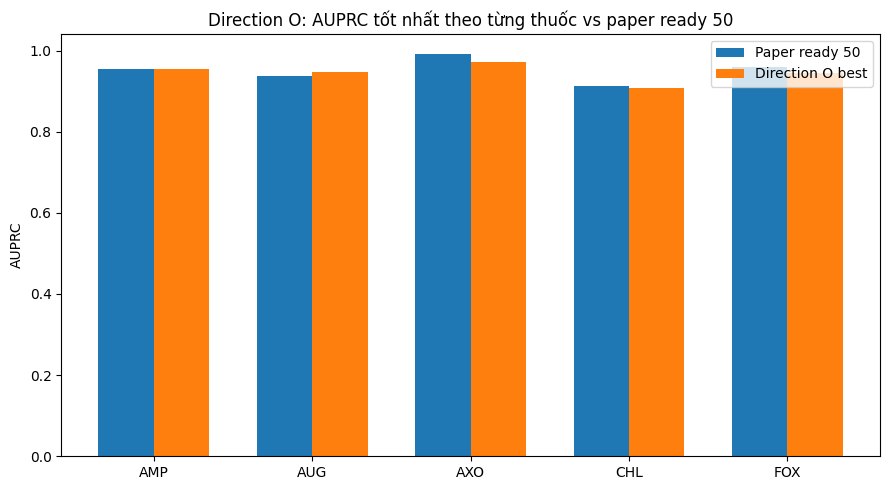 Direction O: AUPRC tốt nhất theo từng thuốc vs paper ready 50
Paper ready 50
Direction O best
AUPRC
1.0
0.8
0.6
0.4
0.2
0.0
AMP
AUG
AXO
CHL
FOX